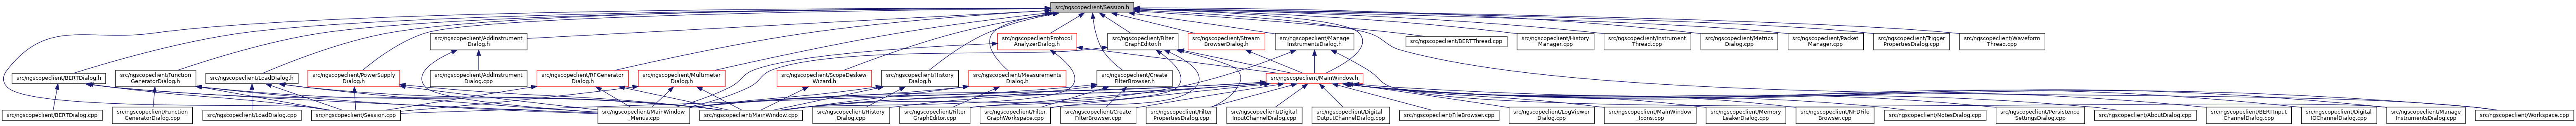 src/ngscopeclient/Session.h
src/ngscopeclient/AddInstrument
Dialog.h
src/ngscopeclient/Protocol
AnalyzerDialog.h
src/ngscopeclient/Filter
GraphEditor.h
src/ngscopeclient/Stream
BrowserDialog.h
src/ngscopeclient/Manage
InstrumentsDialog.h
src/ngscopeclient/BERTThread.cpp
src/ngscopeclient/History
Manager.cpp
src/ngscopeclient/Instrument
Thread.cpp
src/ngscopeclient/Metrics
Dialog.cpp
src/ngscopeclient/Packet
Manager.cpp
src/ngscopeclient/Trigger
PropertiesDialog.cpp
src/ngscopeclient/Waveform
Thread.cpp
src/ngscopeclient/BERTDialog.h
src/ngscopeclient/Function
GeneratorDialog.h
src/ngscopeclient/LoadDialog.h
src/ngscopeclient/PowerSupply
Dialog.h
src/ngscopeclient/AddInstrument
Dialog.cpp
src/ngscopeclient/RFGenerator
Dialog.h
src/ngscopeclient/Multimeter
Dialog.h
src/ngscopeclient/ScopeDeskew
Wizard.h
src/ngscopeclient/History
Dialog.h
src/ngscopeclient/Measurements
Dialog.h
src/ngscopeclient/Create
FilterBrowser.h
src/ngscopeclient/MainWindow.h
src/ngscopeclient/BERTDialog.cpp
src/ngscopeclient/Function
GeneratorDialog.cpp
src/ngscopeclient/LoadDialog.cpp
src/ngscopeclient/Session.cpp
src/ngscopeclient/MainWindow
_Menus.cpp
src/ngscopeclient/MainWindow.cpp
src/ngscopeclient/History
Dialog.cpp
src/ngscopeclient/Filter
GraphEditor.cpp
src/ngscopeclient/Filter
GraphWorkspace.cpp
src/ngscopeclient/Create
FilterBrowser.cpp
src/ngscopeclient/Filter
PropertiesDialog.cpp
src/ngscopeclient/Digital
InputChannelDialog.cpp
src/ngscopeclient/Digital
OutputChannelDialog.cpp
src/ngscopeclient/FileBrowser.cpp
src/ngscopeclient/LogViewer
Dialog.cpp
src/ngscopeclient/MainWindow
_Icons.cpp
src/ngscopeclient/Memory
LeakerDialog.cpp
src/ngscopeclient/NFDFile
Browser.cpp
src/ngscopeclient/NotesDialog.cpp
src/ngscopeclient/Persistence
SettingsDialog.cpp
src/ngscopeclient/AboutDialog.cpp
src/ngscopeclient/BERTInput
ChannelDialog.cpp
src/ngscopeclient/Digital
IOChannelDialog.cpp
src/ngscopeclient/Manage
InstrumentsDialog.cpp
src/ngscopeclient/Workspace.cpp